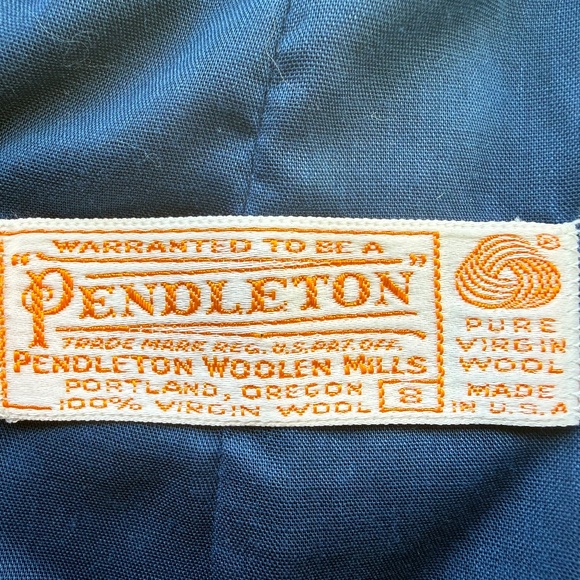 WARRANTED TO BE A
"PENDLETON"
TRADE MARK REG. U.S. PAT. OFF.
PENDLETON WOOLEN MILLS
PORTLAND, OREGON
100% VIRGIN WOOL
8
®
PURE
VIRGIN
WOOL
MADE
IN U.S.A